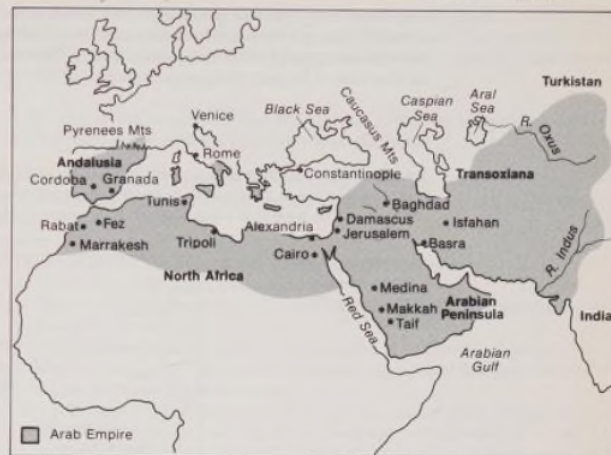 Turkistan
Aral
Sea
R. Oxus
Caspian
Sea
Black Sea
Caucasus Mts
Venice
Pyrenees Mts
Rome
Andalusia
Constantinople
Transoxiana
Cordoba
Granada
Tunis
Baghdad
Rabat
Fez
Alexandria
Damascus
Isfahan
Jerusalem
Marrakesh
Tripoli
Cairo
Basra
R. Indus
North Africa
Medina
Makkah
Arabian
Peninsula
Taif
India
Red Sea
Arabian
Gulf
Arab Empire